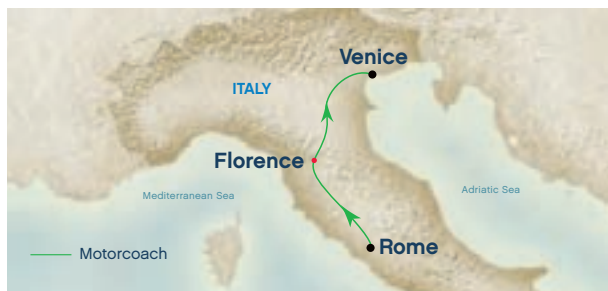 Venice
ITALY
Florence
Mediterranean Sea
Adriatic Sea
Rome
Motorcoach